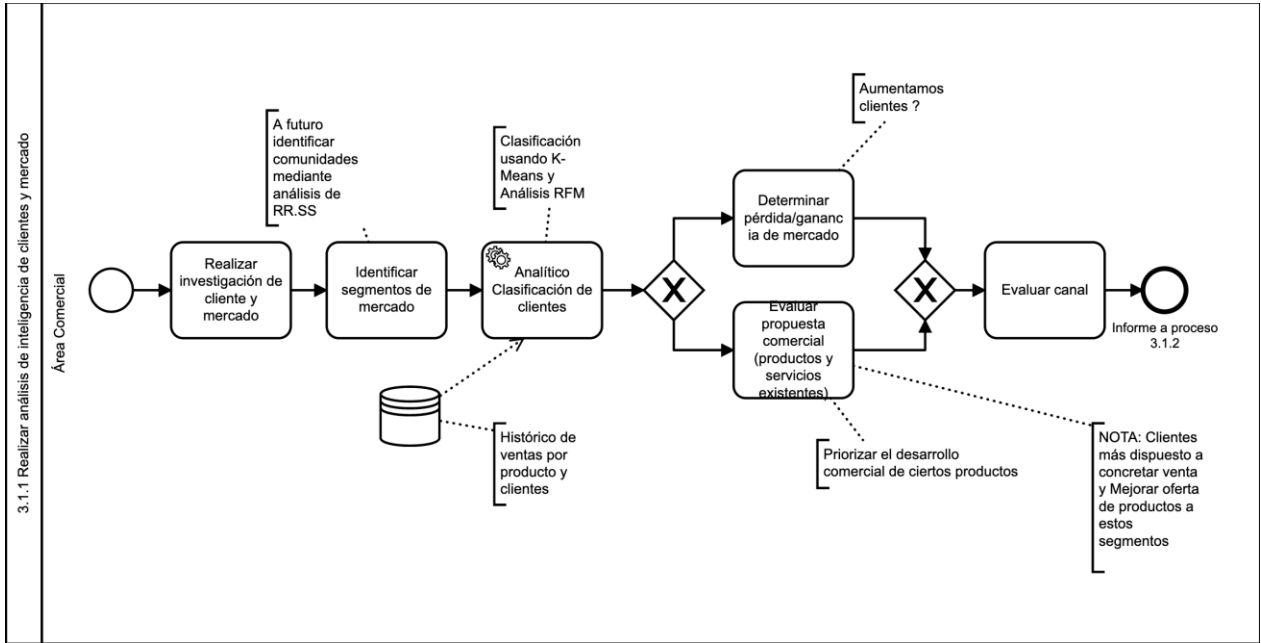 3.1.1 Realizar análisis de inteligencia de clientes y mercado
Área Comercial
A futuro
identificar
comunidades
mediante
análisis de
RR.SS
Clasificación
usando K-
Means y
Análisis RFM
Aumentamos
clientes ?
Realizar
investigación de
cliente y
mercado
Identificar
segmentos de
mercado
Analítico
Clasificación de
clientes
Determinar
pérdida/gananc
ia de mercado
Evaluar
propuesta
comercial
(productos y
servicios
existentes)
Evaluar canal
Informe a proceso
3.1.2
Histórico de
ventas por
producto y
clientes
Priorizar el desarrollo
comercial de ciertos productos
NOTA: Clientes
más dispuesto a
concretar venta
y Mejorar oferta
de productos a
estos
segmentos